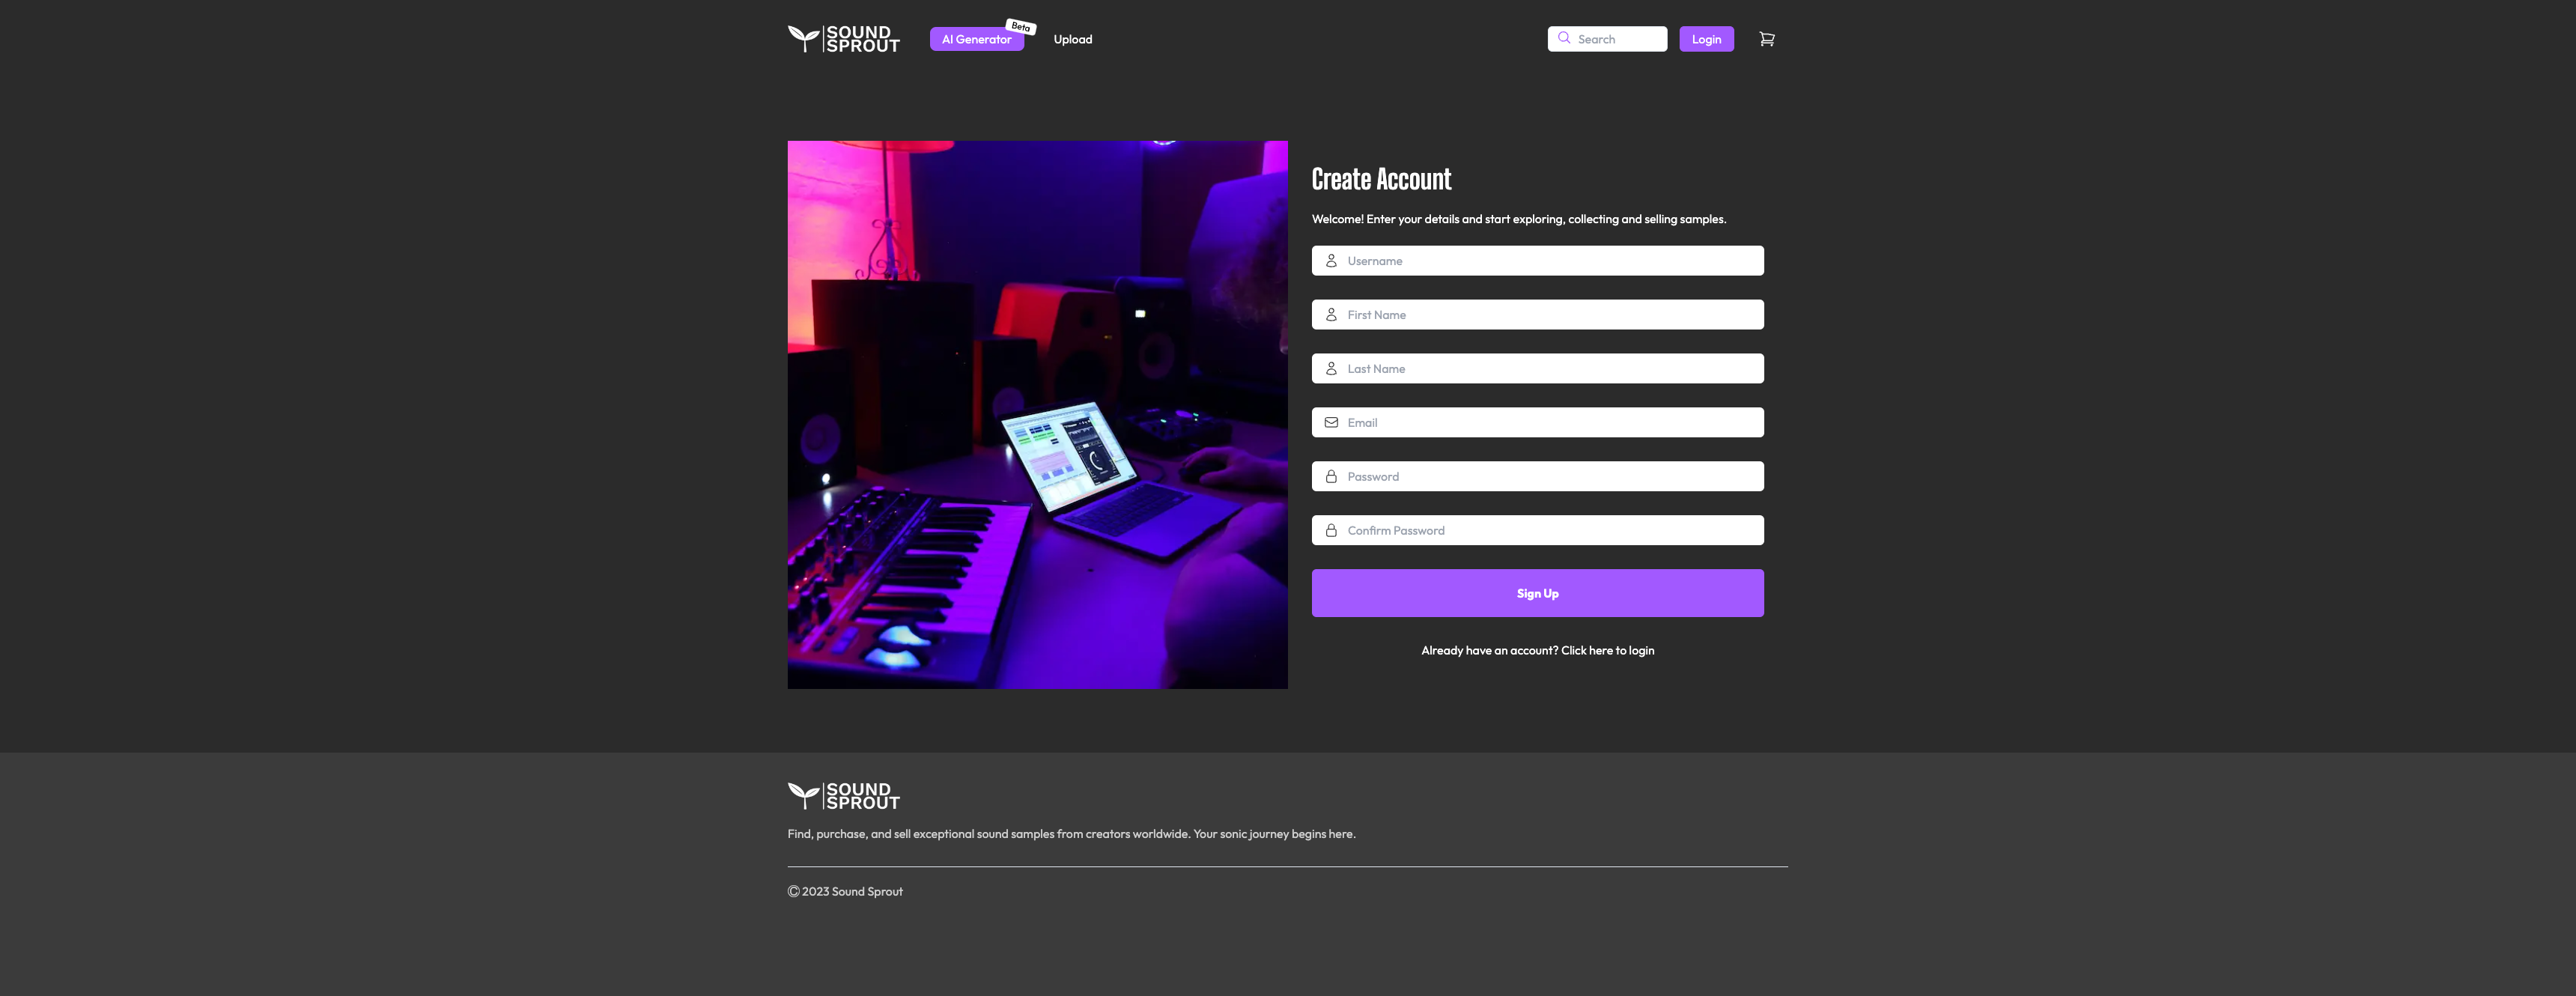 SOUND
SPROUT
AI Generator
Beta
Upload
Search
Login
Create Account
Welcome! Enter your details and start exploring, collecting and selling samples.
Username
First Name
Last Name
Email
Password
Confirm Password
Sign Up
Already have an account? Click here to login
SOUND
SPROUT
Find, purchase, and sell exceptional sound samples from creators worldwide. Your sonic journey begins here.
© 2023 Sound Sprout